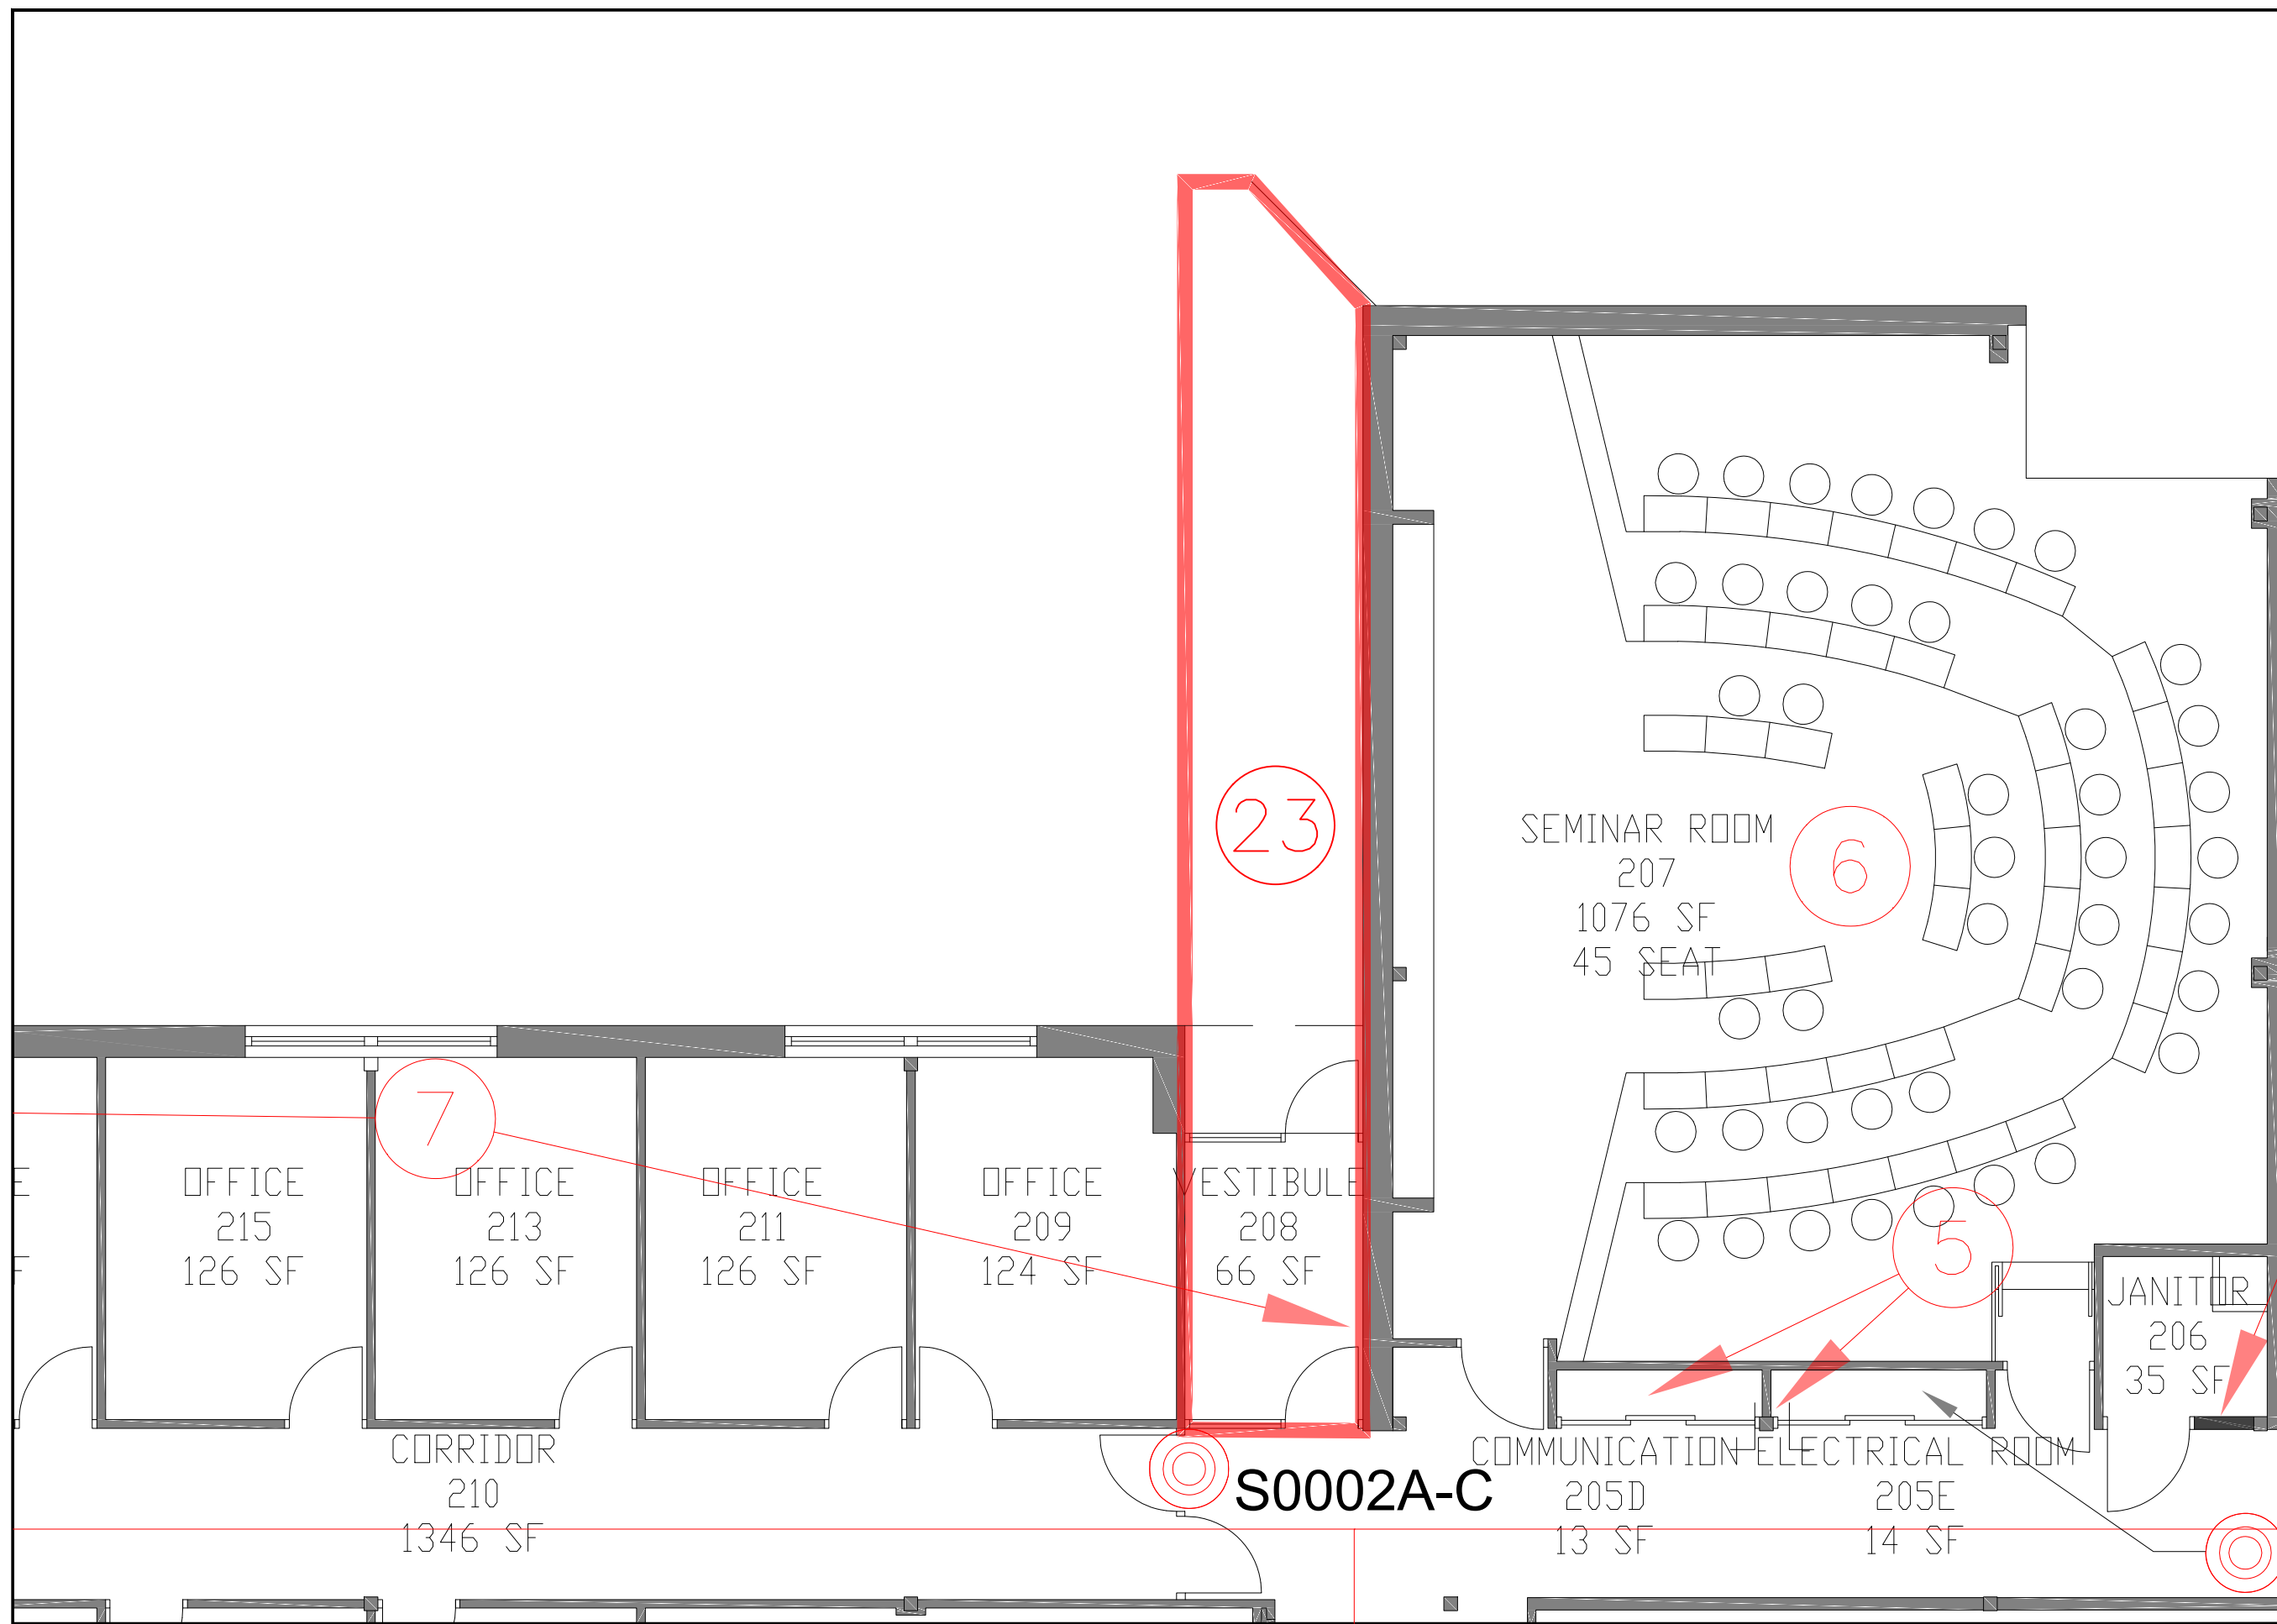 23
SEMINAR ROOM
207
1076 SF
45 SEAT
6
7
5
E
F
OFFICE
215
126 SF
OFFICE
213
126 SF
OFFICE
211
126 SF
OFFICE
209
124 SF
VESTIBULE
208
66 SF
JANITOR
206
35 SF
CORRIDOR
210
1346 SF
S0002A-C
COMMUNICATION
205D
13 SF
ELECTRICAL ROOM
205E
14 SF